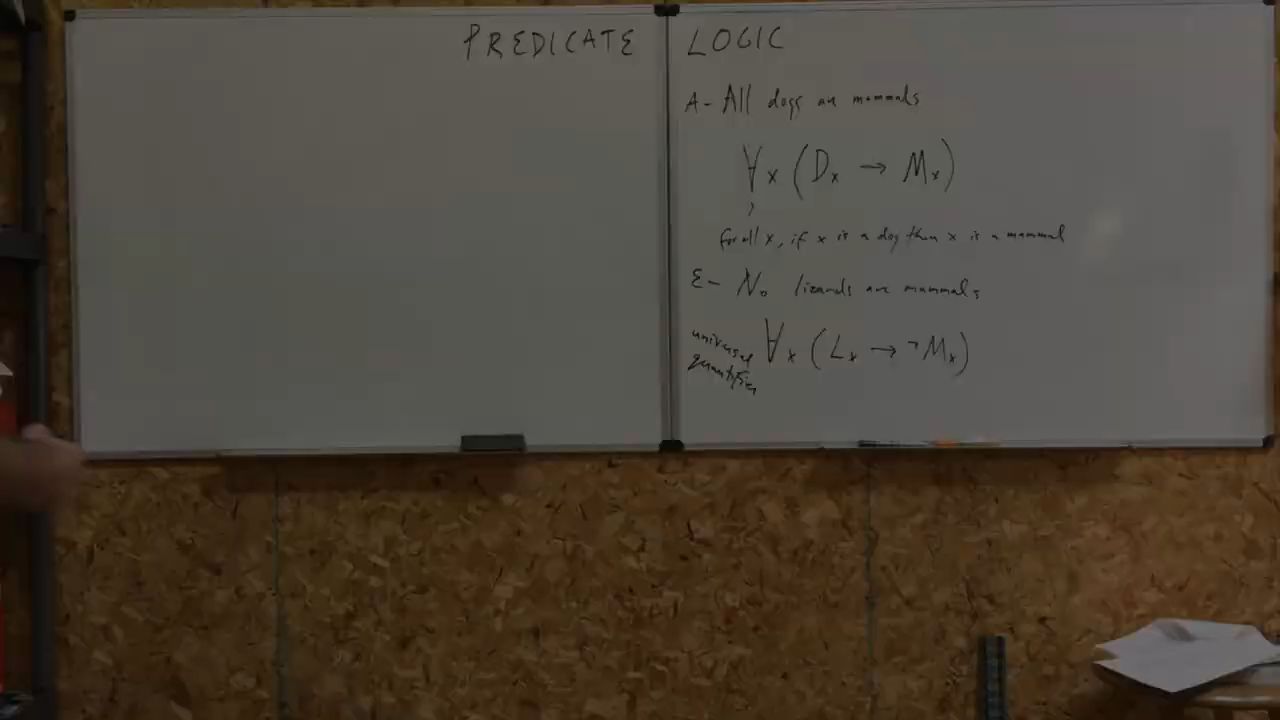 PREDICATE LOGIC
A- All dogs are mammals
∀x (Dx → Mx)
for all x, if x is a dog then x is a mammal
E- No lizards are mammals
universal
quantifier
∀x (Lx → ¬Mx)